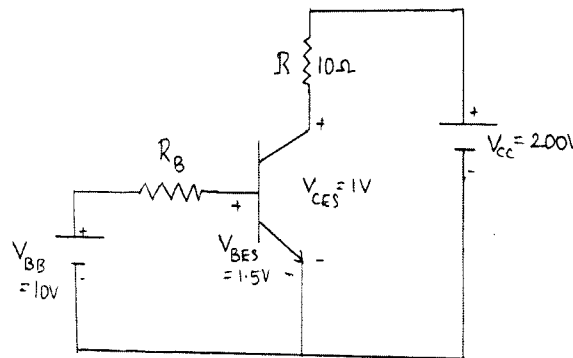 R 10Ω
+
V_CC = 200V
-
+
R_B
+
V_CES = 1V
+
V_BB = 10V
-
V_BES = 1.5V
-
-